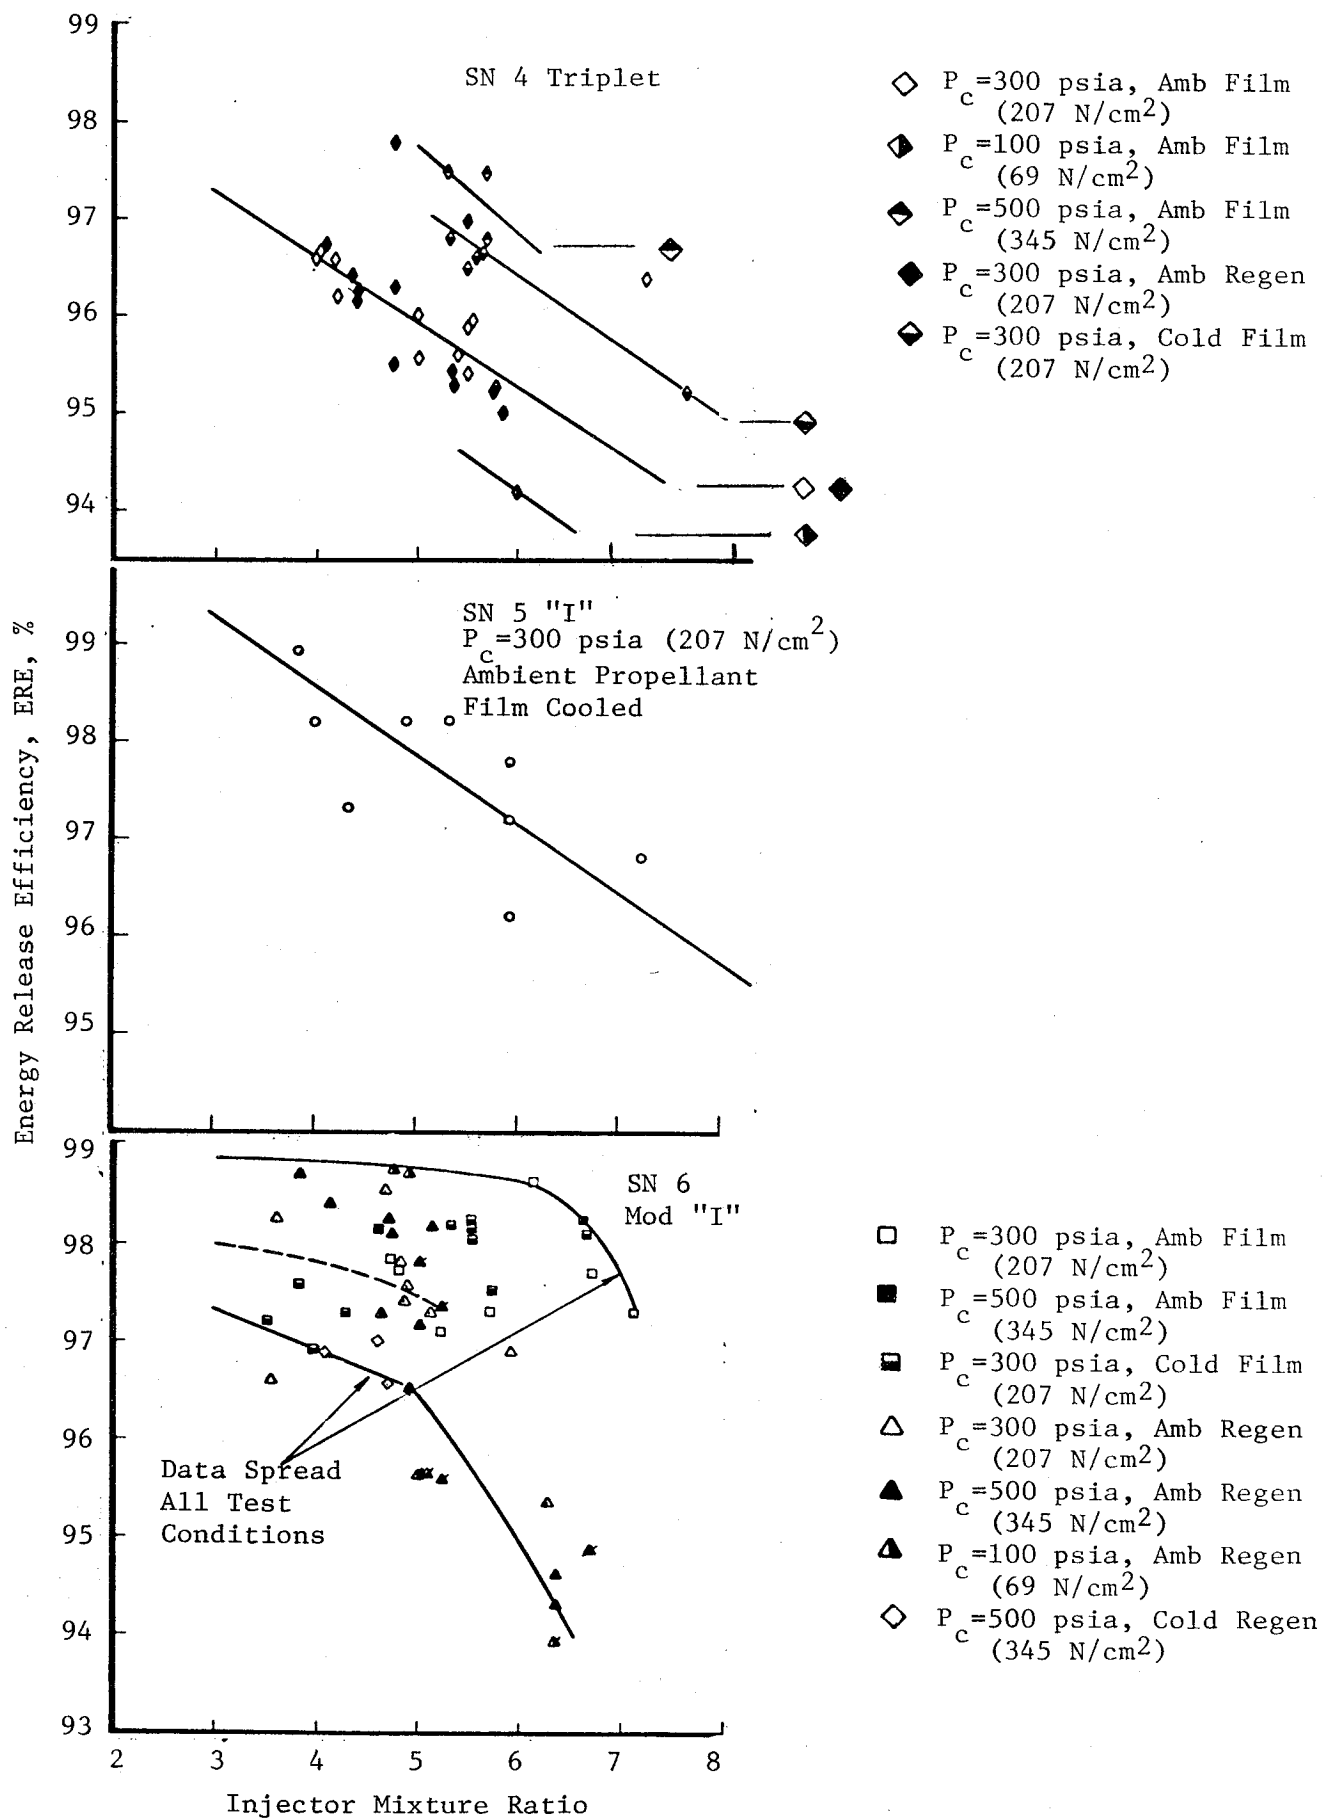 99
98
97
96
95
94
SN 4 Triplet
P_c=300 psia, Amb Film
(207 N/cm²)
P_c=100 psia, Amb Film
(69 N/cm²)
P_c=500 psia, Amb Film
(345 N/cm²)
P_c=300 psia, Amb Regen
(207 N/cm²)
P_c=300 psia, Cold Film
(207 N/cm²)
Energy Release Efficiency, ERE, %
99
98
97
96
95
SN 5 "I"
P_c=300 psia (207 N/cm²)
Ambient Propellant
Film Cooled
99
98
97
96
95
94
93
SN 6
Mod "I"
Data Spread
All Test
Conditions
P_c=300 psia, Amb Film
(207 N/cm²)
P_c=500 psia, Amb Film
(345 N/cm²)
P_c=300 psia, Cold Film
(207 N/cm²)
P_c=300 psia, Amb Regen
(207 N/cm²)
P_c=500 psia, Amb Regen
(345 N/cm²)
P_c=100 psia, Amb Regen
(69 N/cm²)
P_c=500 psia, Cold Regen
(345 N/cm²)
2 3 4 5 6 7 8
Injector Mixture Ratio